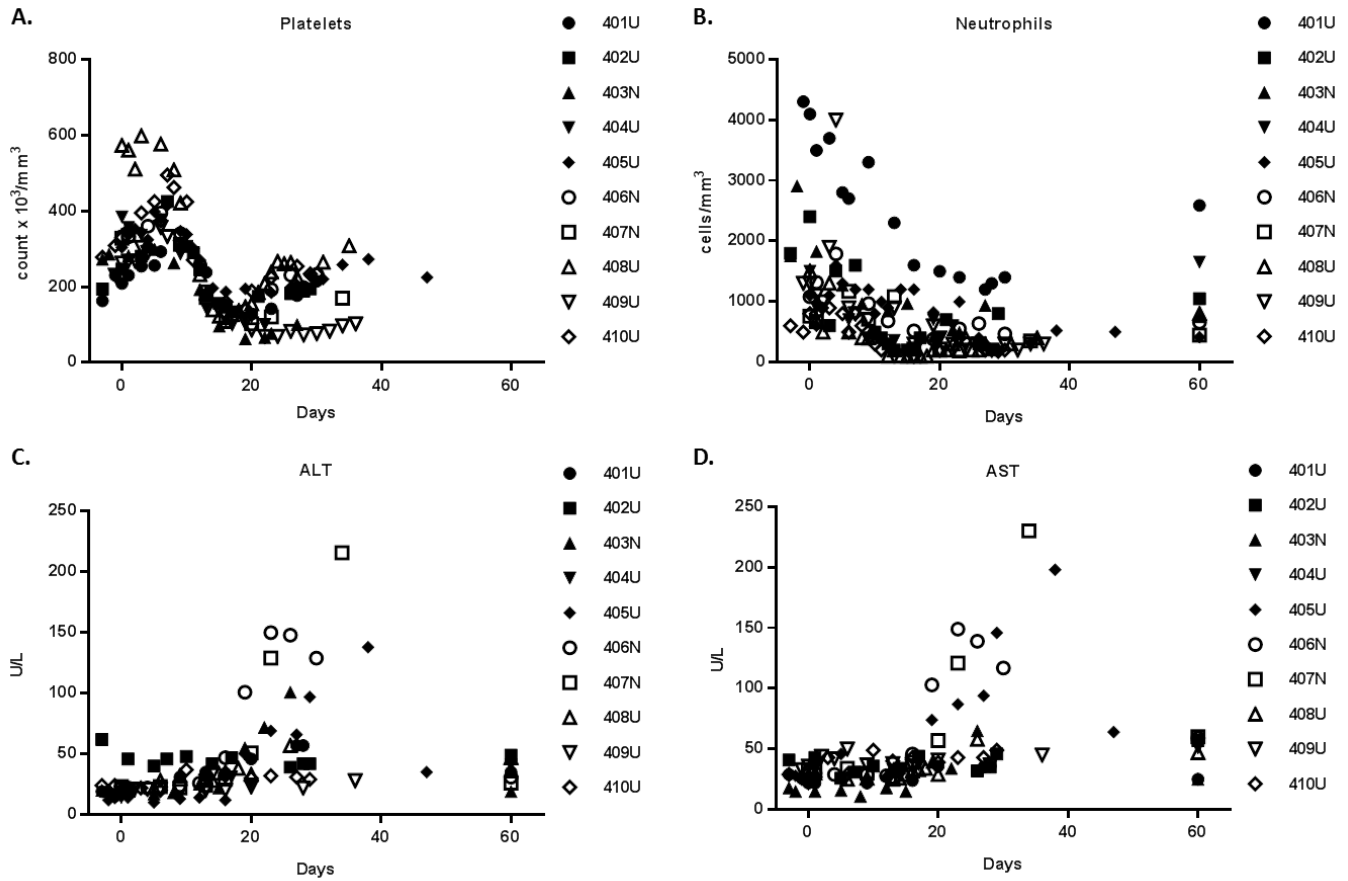 A.
Platelets
count x 10³/mm³
800
600
400
200
0
0 20 40 60
Days
401U
402U
403N
404U
405U
406N
407N
408U
409U
410U
B.
Neutrophils
cells/mm³
5000
4000
3000
2000
1000
0
0 20 40 60
Days
401U
402U
403N
404U
405U
406N
407N
408U
409U
410U
C.
ALT
U/L
250
200
150
100
50
0
0 20 40 60
Days
401U
402U
403N
404U
405U
406N
407N
408U
409U
410U
D.
AST
U/L
250
200
150
100
50
0
0 20 40 60
Days
401U
402U
403N
404U
405U
406N
407N
408U
409U
410U